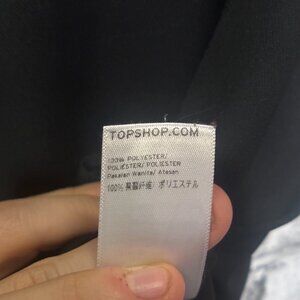 TOPSHOP.COM
100% POLYESTER/
POLIÉSTER/ POLIESTER
Pakaian Wanita/ Atasan
100% 聚酯纤维/ ポリエステル